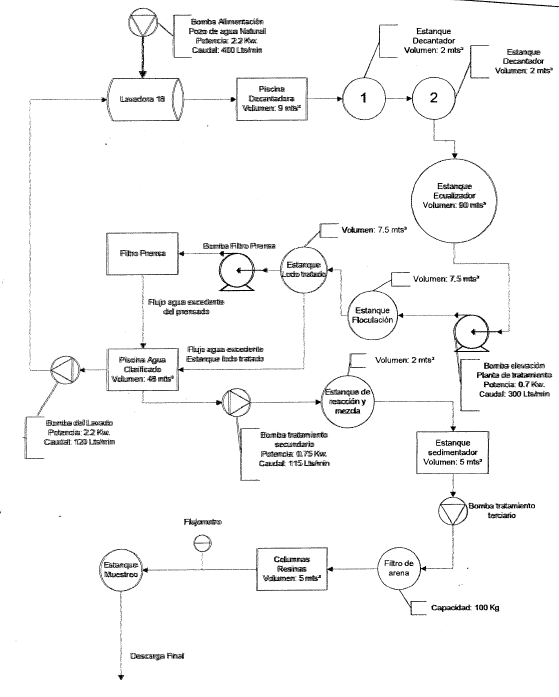 Bomba Alimentación
Pozo de agua Natural
Potencia: 2.2 Kw.
Caudal: 400 Lts/min
Estanque
Decantador
Volumen: 2 mts³
Estanque
Decantador
Volumen: 2 mts³
Lavadora 18
Piscina
Decantadora
Volumen: 9 mts³
1
2
Estanque
Ecualizador
Volumen: 90 mts³
Volumen: 7.5 mts³
Filtro Prensa
Bomba Filtro Prensa
Estanque
Lodo tratado
Volumen: 7.5 mts³
Estanque
Floculación
Flujo agua excedente
del prensado
Flujo agua excedente
Estanque lodo tratado
Piscina Agua
Clarificado
Volumen: 48 mts³
Volumen: 2 mts³
Bomba elevación
Planta de tratamiento
Potencia: 0.7 Kw.
Caudal: 300 Lts/min
Estanque de
reacción y
mezcla
Bomba del Lavado
Potencia: 2.2 Kw.
Caudal: 120 Lts/min
Bomba tratamiento
secundario
Potencia: 0.75 Kw.
Caudal: 115 Lts/min
Estanque
sedimentador
Volumen: 5 mts³
Bomba tratamiento
terciario
Flujometro
Estanque
Muestreo
Columnas
Resinas
Volumen: 5 mts³
Filtro de
arena
Capacidad: 100 Kg
Descarga Final